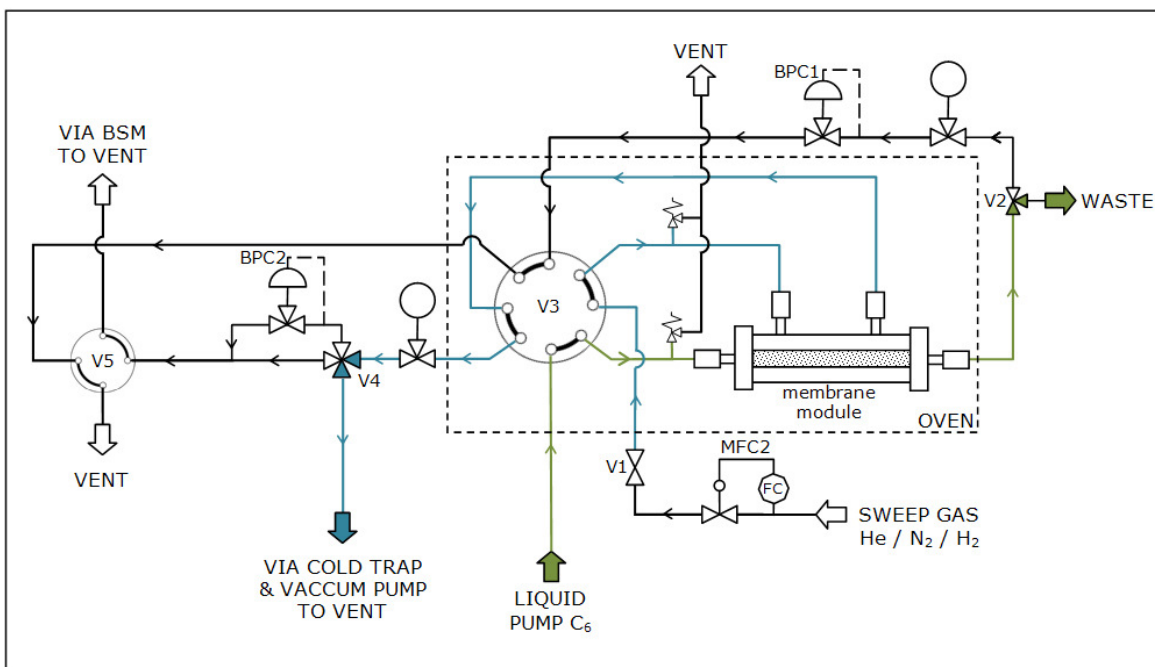 VENT
BPC1
VIA BSM
TO VENT
V2
WASTE
BPC2
V3
V5
V4
membrane
module
OVEN
VENT
V1
MFC2
FC
SWEEP GAS
He / N₂ / H₂
VIA COLD TRAP
& VACCUM PUMP
TO VENT
LIQUID
PUMP C₆